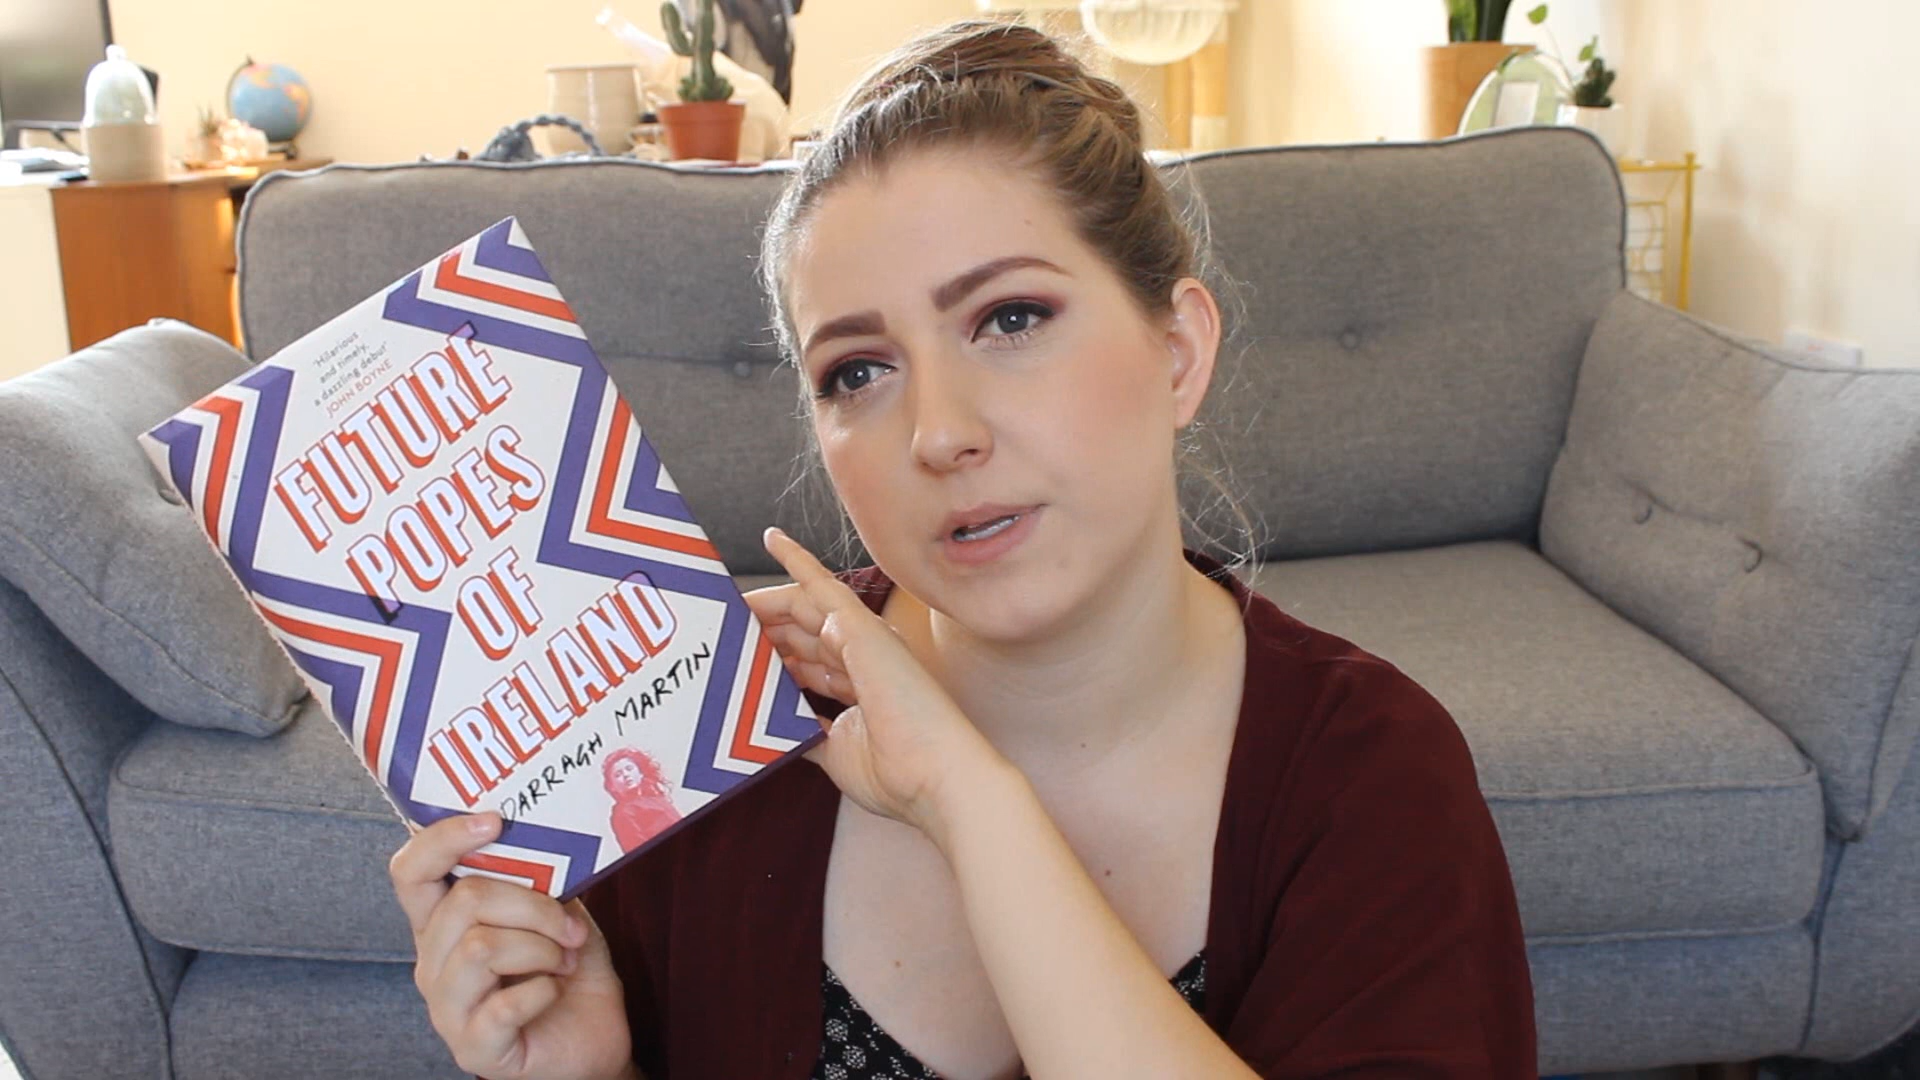 'Hilarious
and timely,
a dazzling debut'
JOHN BOYNE
FUTURE
POPES
OF
IRELAND
DARRAGH MARTIN